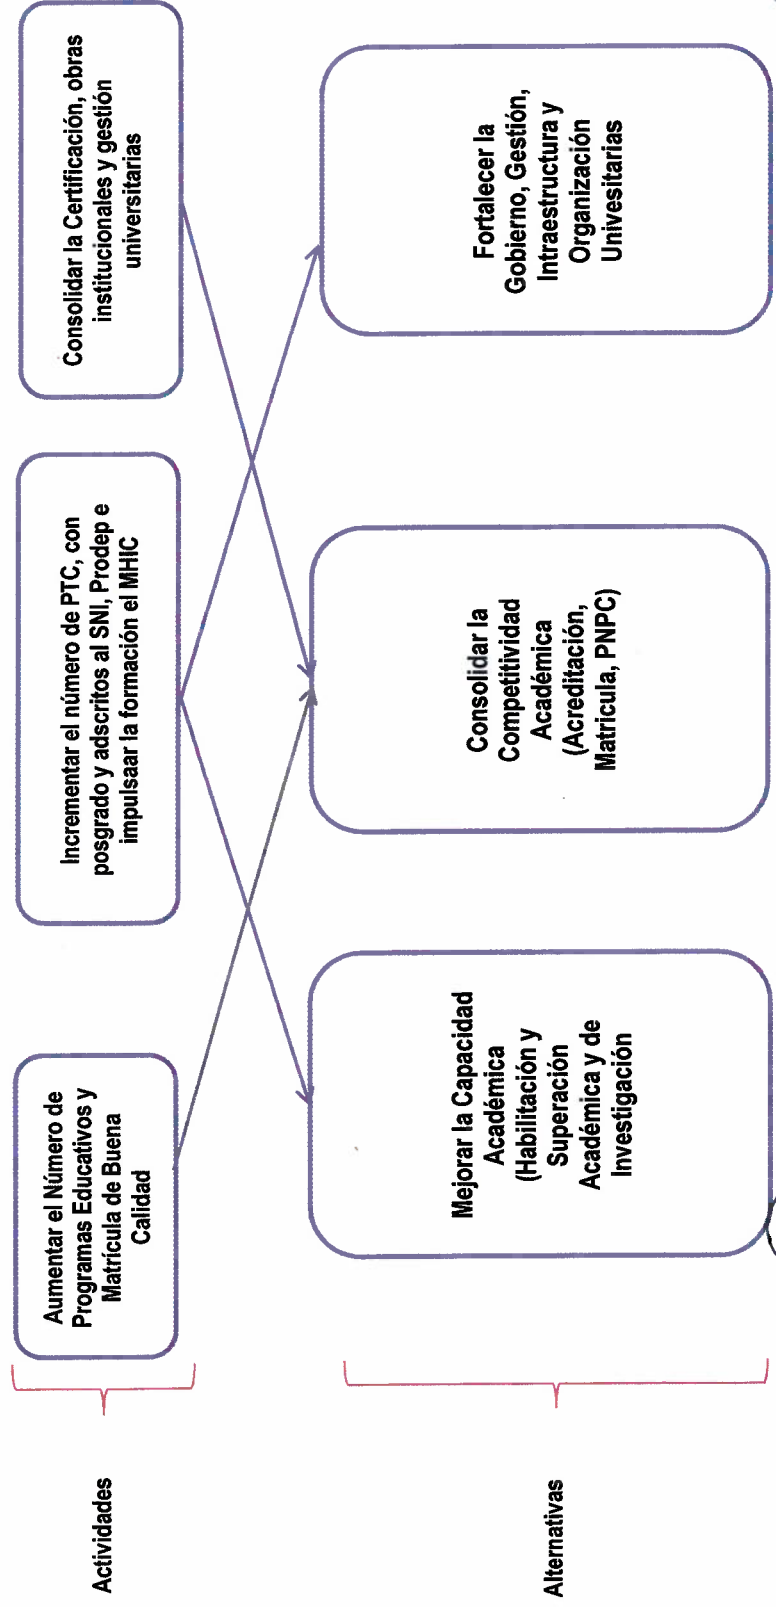 Actividades
Aumentar el Número de
Programas Educativos y
Matrícula de Buena
Calidad
Incrementar el número de PTC, con
posgrado y adscritos al SNI, Prodep e
impulsaar la formación el MHIC
Consolidar la Certificación, obras
institucionales y gestión
universitarias
Alternativas
Mejorar la Capacidad
Académica
(Habilitación y
Superación
Académica y de
Investigación
Consolidar la
Competitividad
Académica
(Acreditación,
Matricula, PNPC)
Fortalecer la
Gobierno, Gestión,
Intraestructura y
Organización
Univesitarias